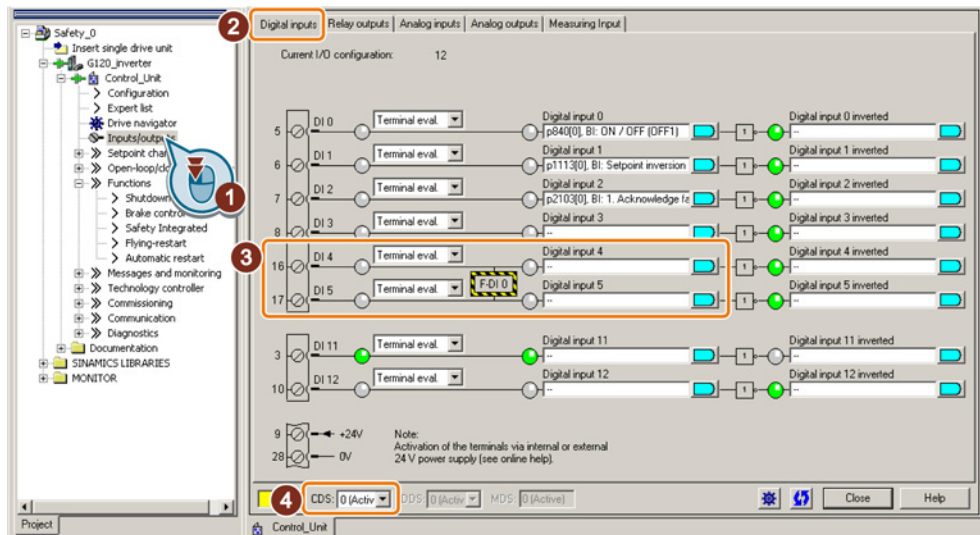 Safety_0
Insert single drive unit
G120_inverter
Control_Unit
Configuration
Expert list
Drive navigator
Inputs/outputs
Setpoint cha
Open-loop/clo
Functions
Shutdown
Brake control
Safety Integrated
Flying-restart
Automatic restart
Messages and monitoring
Technology controller
Commissioning
Communication
Diagnostics
Documentation
SINAMICS LIBRARIES
MONITOR
Project
1
2
Digital inputs Relay outputs Analog inputs Analog outputs Measuring Input
Current I/O configuration: 12
5 DI 0 Terminal eval. Digital input 0 p840[0], BI: ON / OFF (OFF1) 1 Digital input 0 inverted --
6 DI 1 Terminal eval. Digital input 1 p1113[0], BI: Setpoint inversion 1 Digital input 1 inverted --
7 DI 2 Terminal eval. Digital input 2 p2103[0], BI: 1. Acknowledge fa 1 Digital input 2 inverted --
8 DI 3 Terminal eval. Digital input 3 -- 1 Digital input 3 inverted --
3
16 DI 4 Terminal eval. Digital input 4 -- 1 Digital input 4 inverted --
F-DI 0
17 DI 5 Terminal eval. Digital input 5 -- 1 Digital input 5 inverted --
3 DI 11 Terminal eval. Digital input 11 -- 1 Digital input 11 inverted --
10 DI 12 Terminal eval. Digital input 12 -- 1 Digital input 12 inverted --
9 +24V Note:
Activation of the terminals via internal or external
28 0V 24 V power supply (see online help).
4 CDS: 0 (Activ DDS: 0 (Activ MDS: 0 (Active) Close Help
Control_Unit